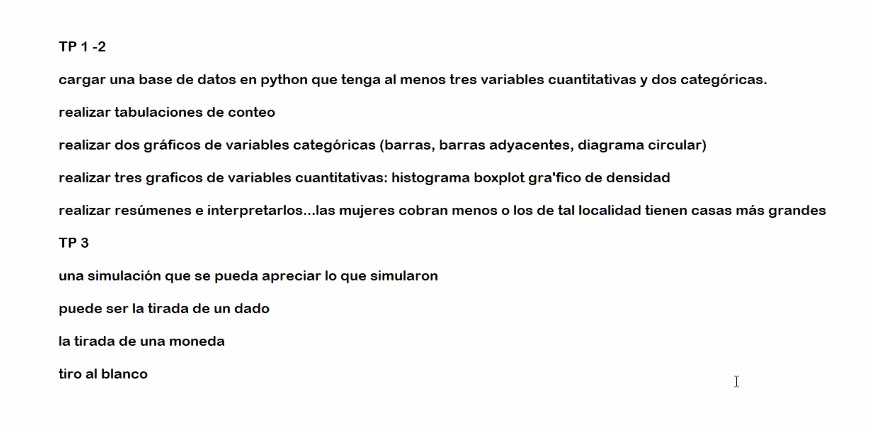 TP 1 -2
cargar una base de datos en python que tenga al menos tres variables cuantitativas y dos categóricas.
realizar tabulaciones de conteo
realizar dos gráficos de variables categóricas (barras, barras adyacentes, diagrama circular)
realizar tres graficos de variables cuantitativas: histograma boxplot gra'fico de densidad
realizar resúmenes e interpretarlos...las mujeres cobran menos o los de tal localidad tienen casas más grandes
TP 3
una simulación que se pueda apreciar lo que simularon
puede ser la tirada de un dado
la tirada de una moneda
tiro al blanco